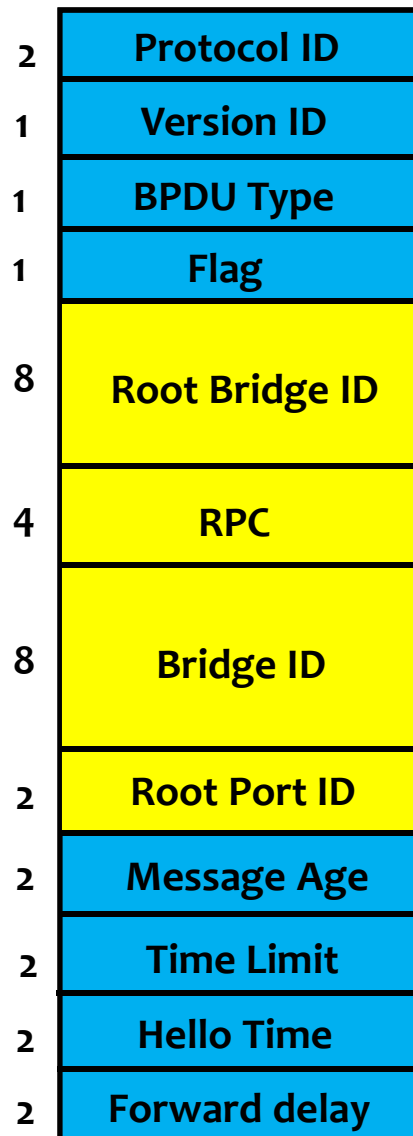 2 Protocol ID
1 Version ID
1 BPDU Type
1 Flag
8 Root Bridge ID
4 RPC
8 Bridge ID
2 Root Port ID
2 Message Age
2 Time Limit
2 Hello Time
2 Forward delay